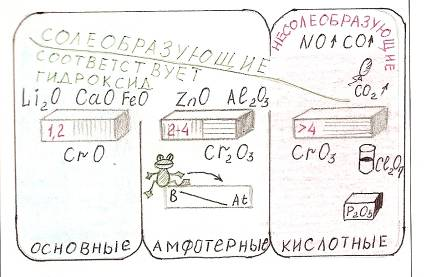 СОЛЕОБРАЗУЮЩИЕ
СООТВЕТСТВУЕТ
ГИДРОКСИД
НЕСОЛЕОБРАЗУЮЩИЕ
NO↑ CO↑
CO₂↑
Li₂O CaO FeO
ZnO Al₂O₃
1,2
2÷4
>4
CrO
Cr₂O₃
CrO₃
Cl₂O₇
B
At
P₂O₅
ОСНОВНЫЕ
АМФОТЕРНЫЕ
КИСЛОТНЫЕ